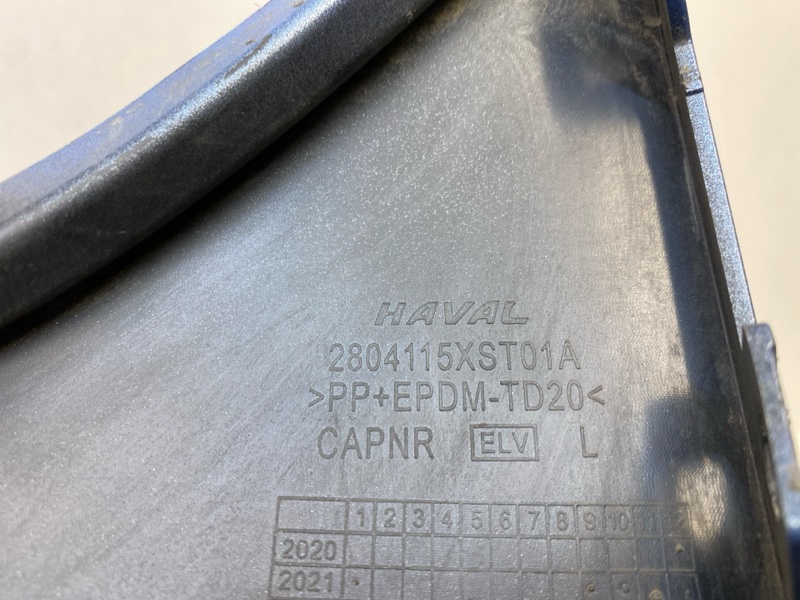 HAVAL
2804115XST01A
>PP+EPDM-TD20<
CAPNR ELV L
1 2 3 4 5 6 7 8 9 10 11 12
2020
2021